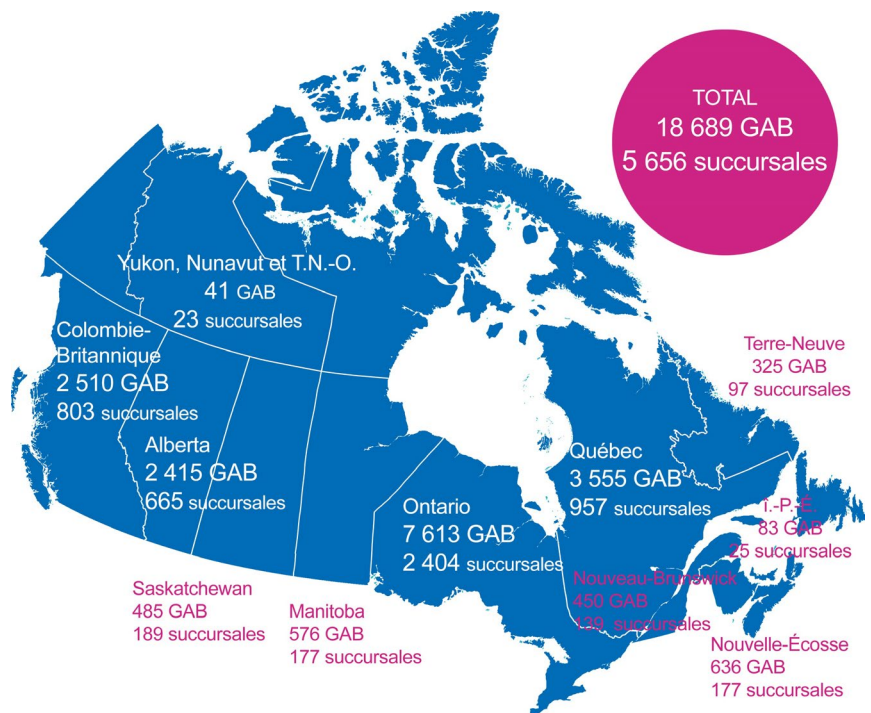 TOTAL
18 689 GAB
5 656 succursales
Yukon, Nunavut et T.N.-O.
41 GAB
23 succursales
Colombie-
Britannique
2 510 GAB
803 succursales
Alberta
2 415 GAB
665 succursales
Saskatchewan
485 GAB
189 succursales
Manitoba
576 GAB
177 succursales
Ontario
7 613 GAB
2 404 succursales
Québec
3 555 GAB
957 succursales
Terre-Neuve
325 GAB
97 succursales
î.-P.-É.
83 GAB
25 succursales
Nouveau-Brunswick
450 GAB
139 succursales
Nouvelle-Écosse
636 GAB
177 succursales